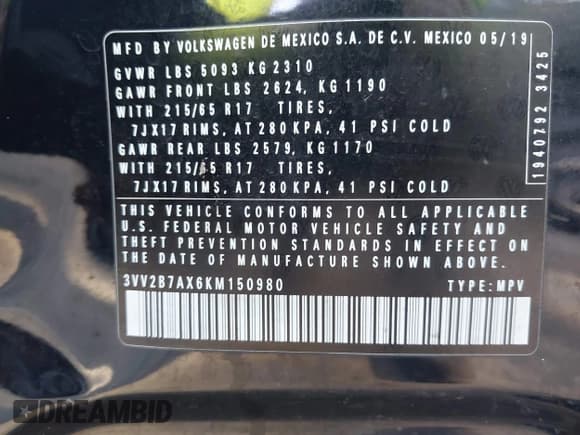 MFD BY VOLKSWAGEN DE MEXICO S.A. DE C.V. MEXICO 05/19
GVWR LBS 5093 KG 2310
GAWR FRONT LBS 2624, KG 1190
WITH 215/65 R17 TIRES,
7JX17 RIMS, AT 280 KPA, 41 PSI COLD
GAWR REAR LBS 2579, KG 1170
WITH 215/65 R17 TIRES,
7JX17 RIMS, AT 280 KPA, 41 PSI COLD
THIS VEHICLE CONFORMS TO ALL APPLICABLE
U.S. FEDERAL MOTOR VEHICLE SAFETY AND
THEFT PREVENTION STANDARDS IN EFFECT ON
THE DATE OF MANUFACTURE SHOWN ABOVE.
3VV2B7AX6KM150980 TYPE: MPV
1940792 3425
DREAMBID